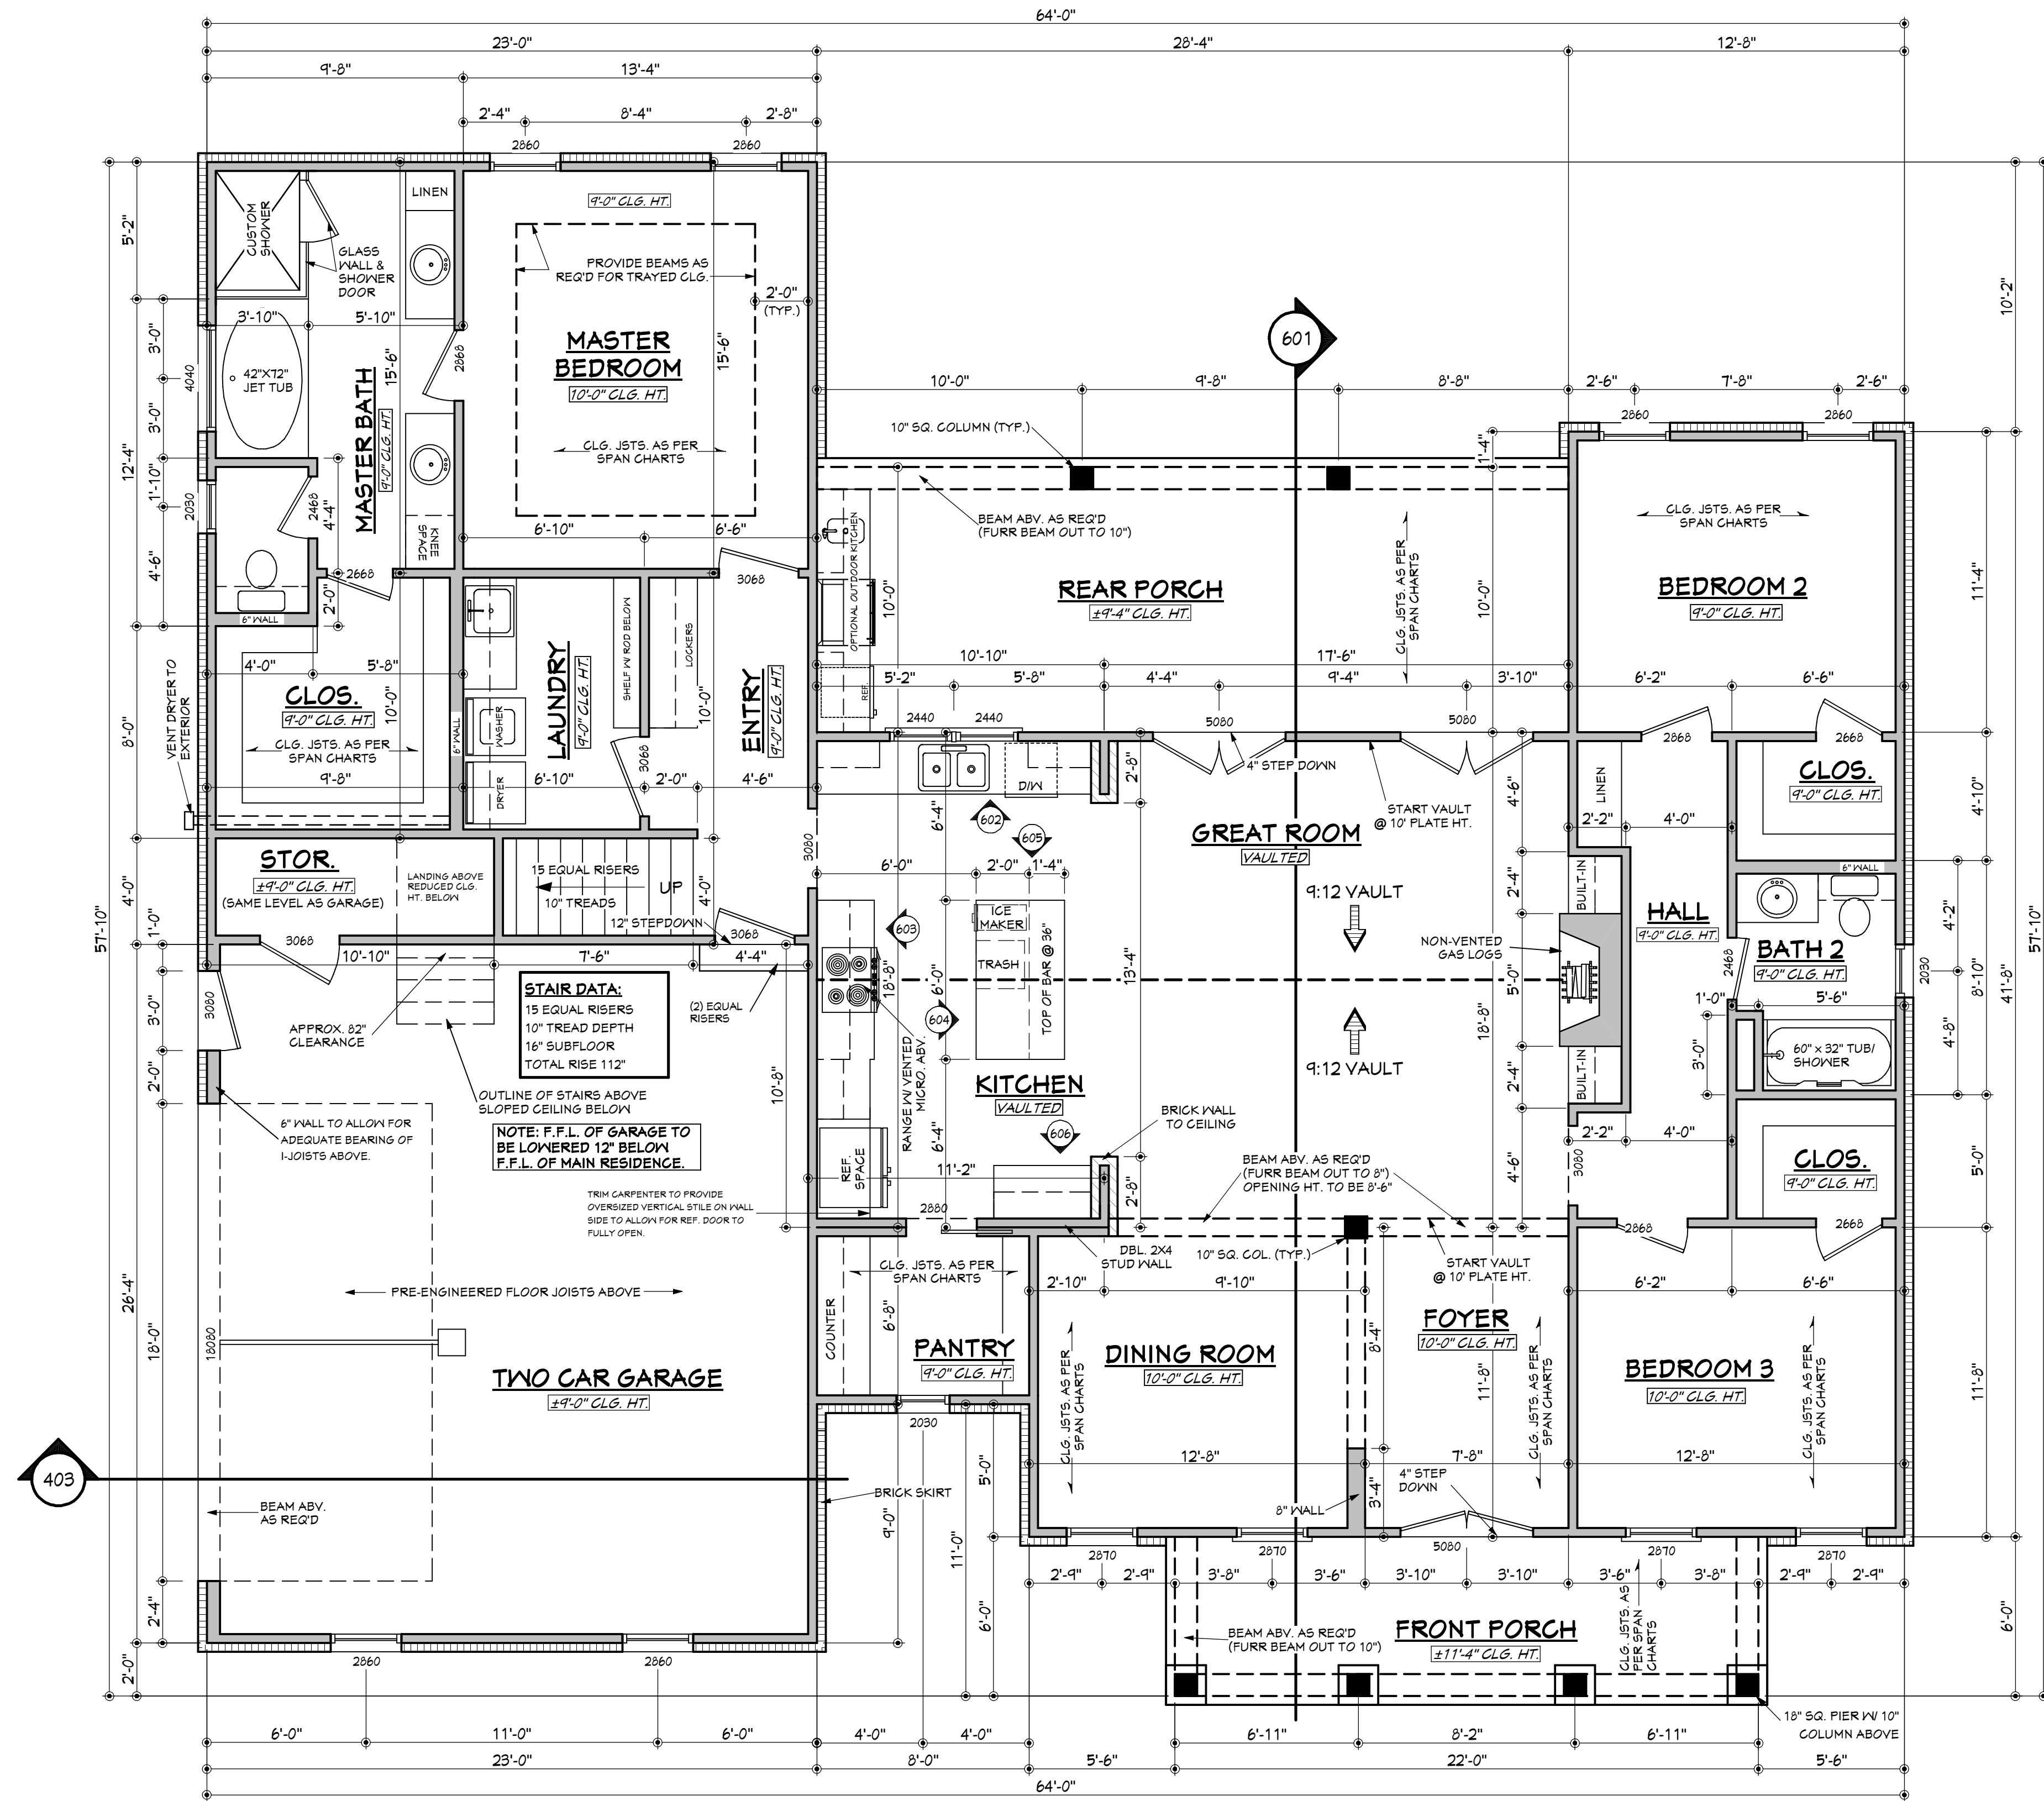 64'-0"
23'-0"
28'-4"
12'-8"
9'-8"
13'-4"
2'-4"
8'-4"
2'-8"
2860
2860
LINEN
9'-0" CLG. HT.
CUSTOM
SHOWER
GLASS
WALL &
SHOWER
DOOR
PROVIDE BEAMS AS
REQ'D FOR TRAYED CLG.
2'-0"
(TYP.)
5'-2"
10'-2"
3'-10"
5'-10"
3'-0"
4040
3'-0"
42"X72"
JET TUB
15'-6"
MASTER BATH
9'-0" CLG. HT.
2868
MASTER
BEDROOM
10'-0" CLG. HT.
15'-6"
601
CLG. JSTS. AS PER
SPAN CHARTS
10'-0"
9'-8"
8'-8"
2'-6"
7'-8"
2'-6"
2860
2860
10" SQ. COLUMN (TYP.)
1'-4"
12'-4"
1'-10"
2030
4'-6"
2468
4'-4"
KNEE
SPACE
6'-10"
6'-6"
2668
3068
2'-0"
6" WALL
BEAM ABV. AS REQ'D
(FURR BEAM OUT TO 10")
OPTIONAL OUTDOOR KITCHEN
10'-0"
REF.
REAR PORCH
±9'-4" CLG. HT.
CLG. JSTS. AS PER
SPAN CHARTS
10'-0"
CLG. JSTS. AS PER
SPAN CHARTS
BEDROOM 2
9'-0" CLG. HT.
11'-4"
10'-10"
17'-6"
5'-2"
5'-8"
4'-4"
9'-4"
3'-10"
6'-2"
6'-6"
2440
2440
5080
5080
2868
2668
4" STEP DOWN
VENT DRYER TO
EXTERIOR
8'-0"
4'-0"
5'-8"
CLOS.
9'-0" CLG. HT.
CLG. JSTS. AS PER
SPAN CHARTS
9'-8"
10'-0"
6" WALL
WASHER
DRYER
LAUNDRY
9'-0" CLG. HT.
SHELF W/ ROD BELOW
6'-10"
3068
LOCKERS
10'-0"
2'-0"
ENTRY
9'-0" CLG. HT.
4'-6"
3080
D/W
2'-8"
6'-4"
602
605
START VAULT
@ 10' PLATE HT.
4'-6"
LINEN
2'-2"
4'-0"
CLOS.
9'-0" CLG. HT.
4'-10"
GREAT ROOM
VAULTED
9:12 VAULT
9:12 VAULT
STOR.
±9'-0" CLG. HT.
(SAME LEVEL AS GARAGE)
LANDING ABOVE
REDUCED CLG.
HT. BELOW
15 EQUAL RISERS
10" TREADS
UP
12" STEPDOWN
4'-0"
4'-0"
1'-0"
3068
3068
10'-10"
7'-6"
4'-4"
6'-0"
2'-0"
1'-4"
ICE
MAKER
TRASH
TOP OF BAR @ 36"
603
604
18'-8"
6'-0"
13'-4"
2'-4"
BUILT-IN
NON-VENTED
GAS LOGS
5'-0"
18'-8"
2'-4"
BUILT-IN
HALL
9'-0" CLG. HT.
6" WALL
4'-2"
BATH 2
9'-0" CLG. HT.
2468
2030
8'-10"
41'-8"
1'-0"
5'-6"
60" x 32" TUB/
SHOWER
3'-0"
4'-8"
57'-10"
57'-10"
3'-0"
3080
2'-0"
APPROX. 82"
CLEARANCE
STAIR DATA:
15 EQUAL RISERS
10" TREAD DEPTH
16" SUBFLOOR
TOTAL RISE 112"
(2) EQUAL
RISERS
OUTLINE OF STAIRS ABOVE
SLOPED CEILING BELOW
10'-8"
RANGE W/ VENTED
MICRO. ABV.
KITCHEN
VAULTED
606
6'-4"
BRICK WALL
TO CEILING
6" WALL TO ALLOW FOR
ADEQUATE BEARING OF
I-JOISTS ABOVE.
NOTE: F.F.L. OF GARAGE TO
BE LOWERED 12" BELOW
F.F.L. OF MAIN RESIDENCE.
REF.
SPACE
11'-2"
2'-8"
2'-2"
4'-0"
4'-6"
3080
CLOS.
9'-0" CLG. HT.
5'-0"
BEAM ABV. AS REQ'D
(FURR BEAM OUT TO 8")
OPENING HT. TO BE 8'-6"
TRIM CARPENTER TO PROVIDE
OVERSIZED VERTICAL STILE ON WALL
SIDE TO ALLOW FOR REF. DOOR TO
FULLY OPEN.
2880
2868
2668
DBL. 2X4
STUD WALL
10" SQ. COL. (TYP.)
START VAULT
@ 10' PLATE HT.
CLG. JSTS. AS PER
SPAN CHARTS
2'-10"
9'-10"
6'-2"
6'-6"
26'-4"
PRE-ENGINEERED FLOOR JOISTS ABOVE
18'-0"
18080
COUNTER
6'-8"
PANTRY
9'-0" CLG. HT.
DINING ROOM
10'-0" CLG. HT.
CLG. JSTS. AS PER
SPAN CHARTS
8'-4"
FOYER
10'-0" CLG. HT.
11'-8"
CLG. JSTS. AS PER
SPAN CHARTS
BEDROOM 3
10'-0" CLG. HT.
CLG. JSTS. AS PER
SPAN CHARTS
11'-8"
TWO CAR GARAGE
±9'-0" CLG. HT.
2030
403
12'-8"
7'-8"
12'-8"
BEAM ABV.
AS REQ'D
BRICK SKIRT
9'-0"
5'-0"
11'-0"
8" WALL
3'-4"
4" STEP
DOWN
2870
2870
5080
2870
2870
2'-9"
2'-9"
3'-8"
3'-6"
3'-10"
3'-10"
3'-6"
3'-8"
2'-9"
2'-9"
2'-4"
2'-0"
6'-0"
6'-0"
BEAM ABV. AS REQ'D
(FURR BEAM OUT TO 10")
FRONT PORCH
±11'-4" CLG. HT.
CLG. JSTS. AS
PER SPAN
CHARTS
2860
2860
18" SQ. PIER W/ 10"
COLUMN ABOVE
6'-0"
11'-0"
6'-0"
4'-0"
4'-0"
6'-11"
8'-2"
6'-11"
23'-0"
8'-0"
5'-6"
22'-0"
5'-6"
64'-0"